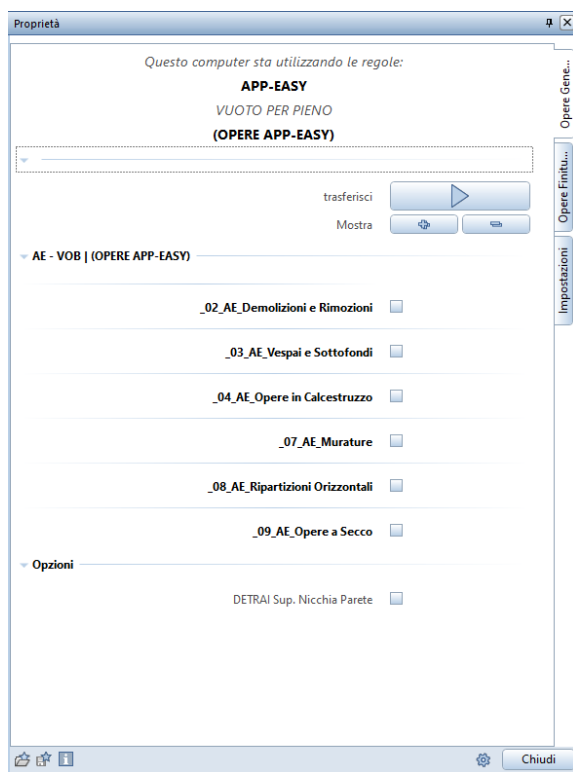 Proprietà
Questo computer sta utilizzando le regole:
APP-EASY
VUOTO PER PIENO
(OPERE APP-EASY)
trasferisci
Mostra
AE - VOB | (OPERE APP-EASY)
_02_AE_Demolizioni e Rimozioni
_03_AE_Vespai e Sottofondi
_04_AE_Opere in Calcestruzzo
_07_AE_Murature
_08_AE_Ripartizioni Orizzontali
_09_AE_Opere a Secco
Opzioni
DETRAI Sup. Nicchia Parete
Chiudi
Opere Gene...
Opere Finitu...
Impostazioni